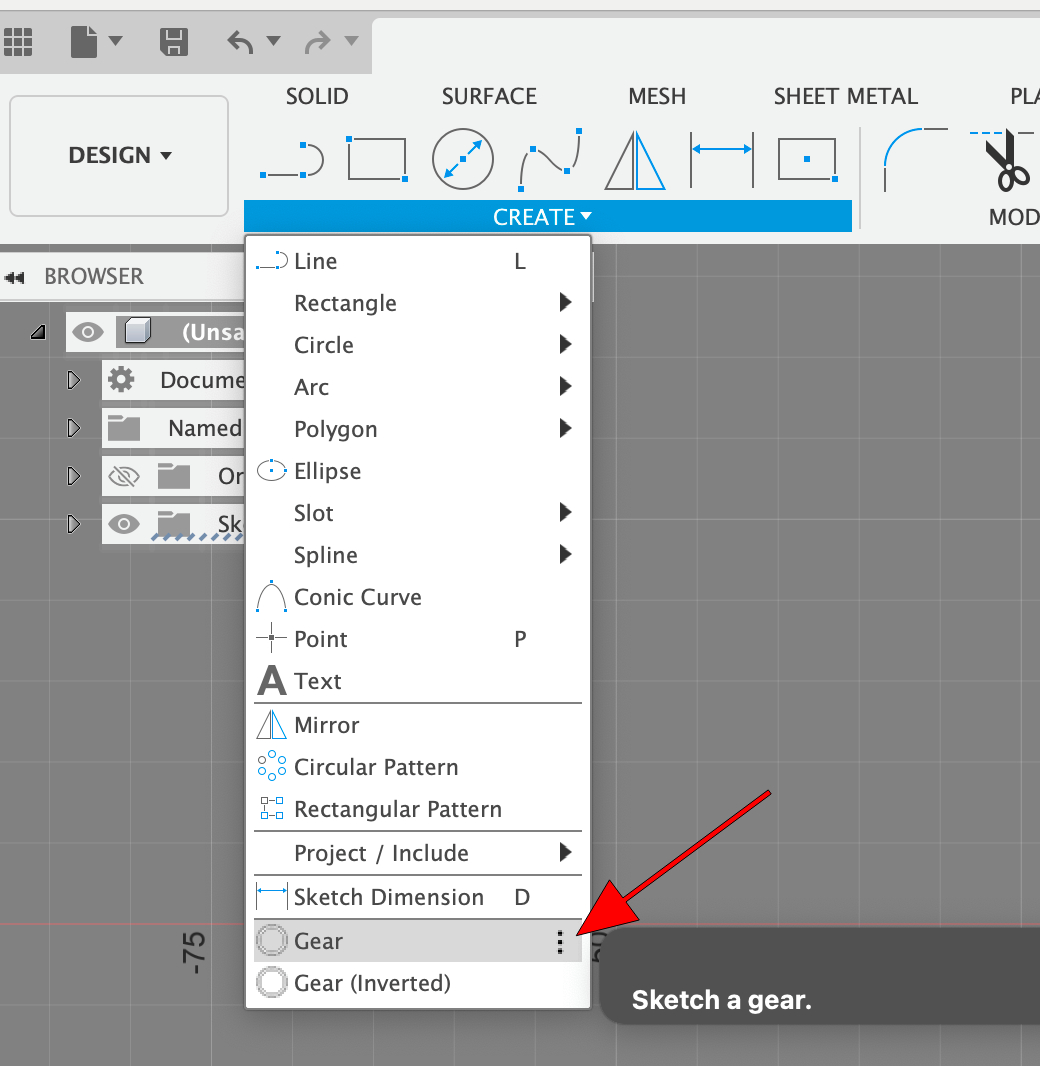 SOLID SURFACE MESH SHEET METAL PLA
DESIGN
CREATE MOD
BROWSER
(Unsa
Docume
Named
Or
Sk
Line L
Rectangle
Circle
Arc
Polygon
Ellipse
Slot
Spline
Conic Curve
Point P
A Text
Mirror
Circular Pattern
Rectangular Pattern
Project / Include
Sketch Dimension D
Gear
Gear (Inverted)
-75
Sketch a gear.